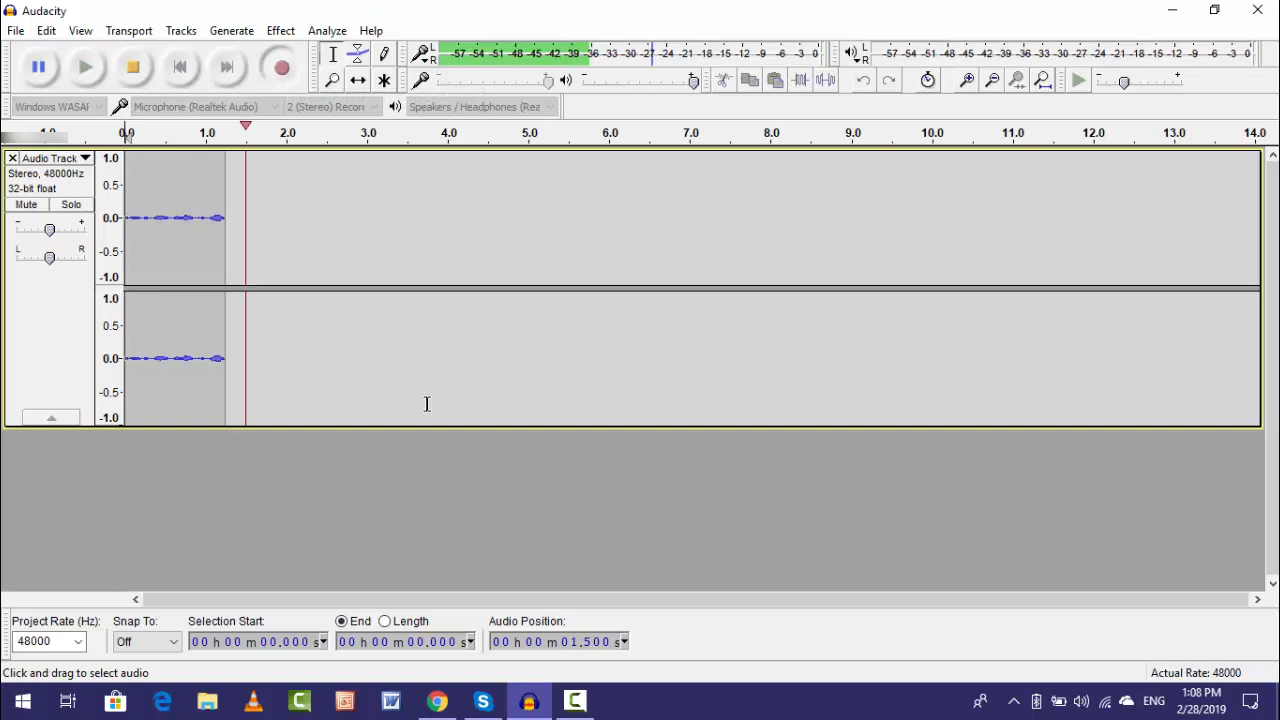 Audacity
File Edit View Transport Tracks Generate Effect Analyze Help
L R -57 -54 -51 -48 -45 -42 -39 -36 -33 -30 -27 -24 -21 -18 -15 -12 -9 -6 -3 0 L R -57 -54 -51 -48 -45 -42 -39 -36 -33 -30 -27 -24 -21 -18 -15 -12 -9 -6 -3 0
- + - + - +
Windows WASAF Microphone (Realtek Audio) 2 (Stereo) Recor Speakers / Headphones (Rea
1.0 0.0 1.0 2.0 3.0 4.0 5.0 6.0 7.0 8.0 9.0 10.0 11.0 12.0 13.0 14.0
Audio Track 1.0
Stereo, 48000Hz
32-bit float 0.5
Mute Solo
- + 0.0
L R -0.5
-1.0
1.0
0.5
0.0
-0.5
-1.0
Project Rate (Hz): Snap To: Selection Start: End Length Audio Position:
48000 Off 00 h 00 m 00.000 s 00 h 00 m 00.000 s 00 h 00 m 01.500 s
Click and drag to select audio Actual Rate: 48000
ENG 1:08 PM
2/28/2019